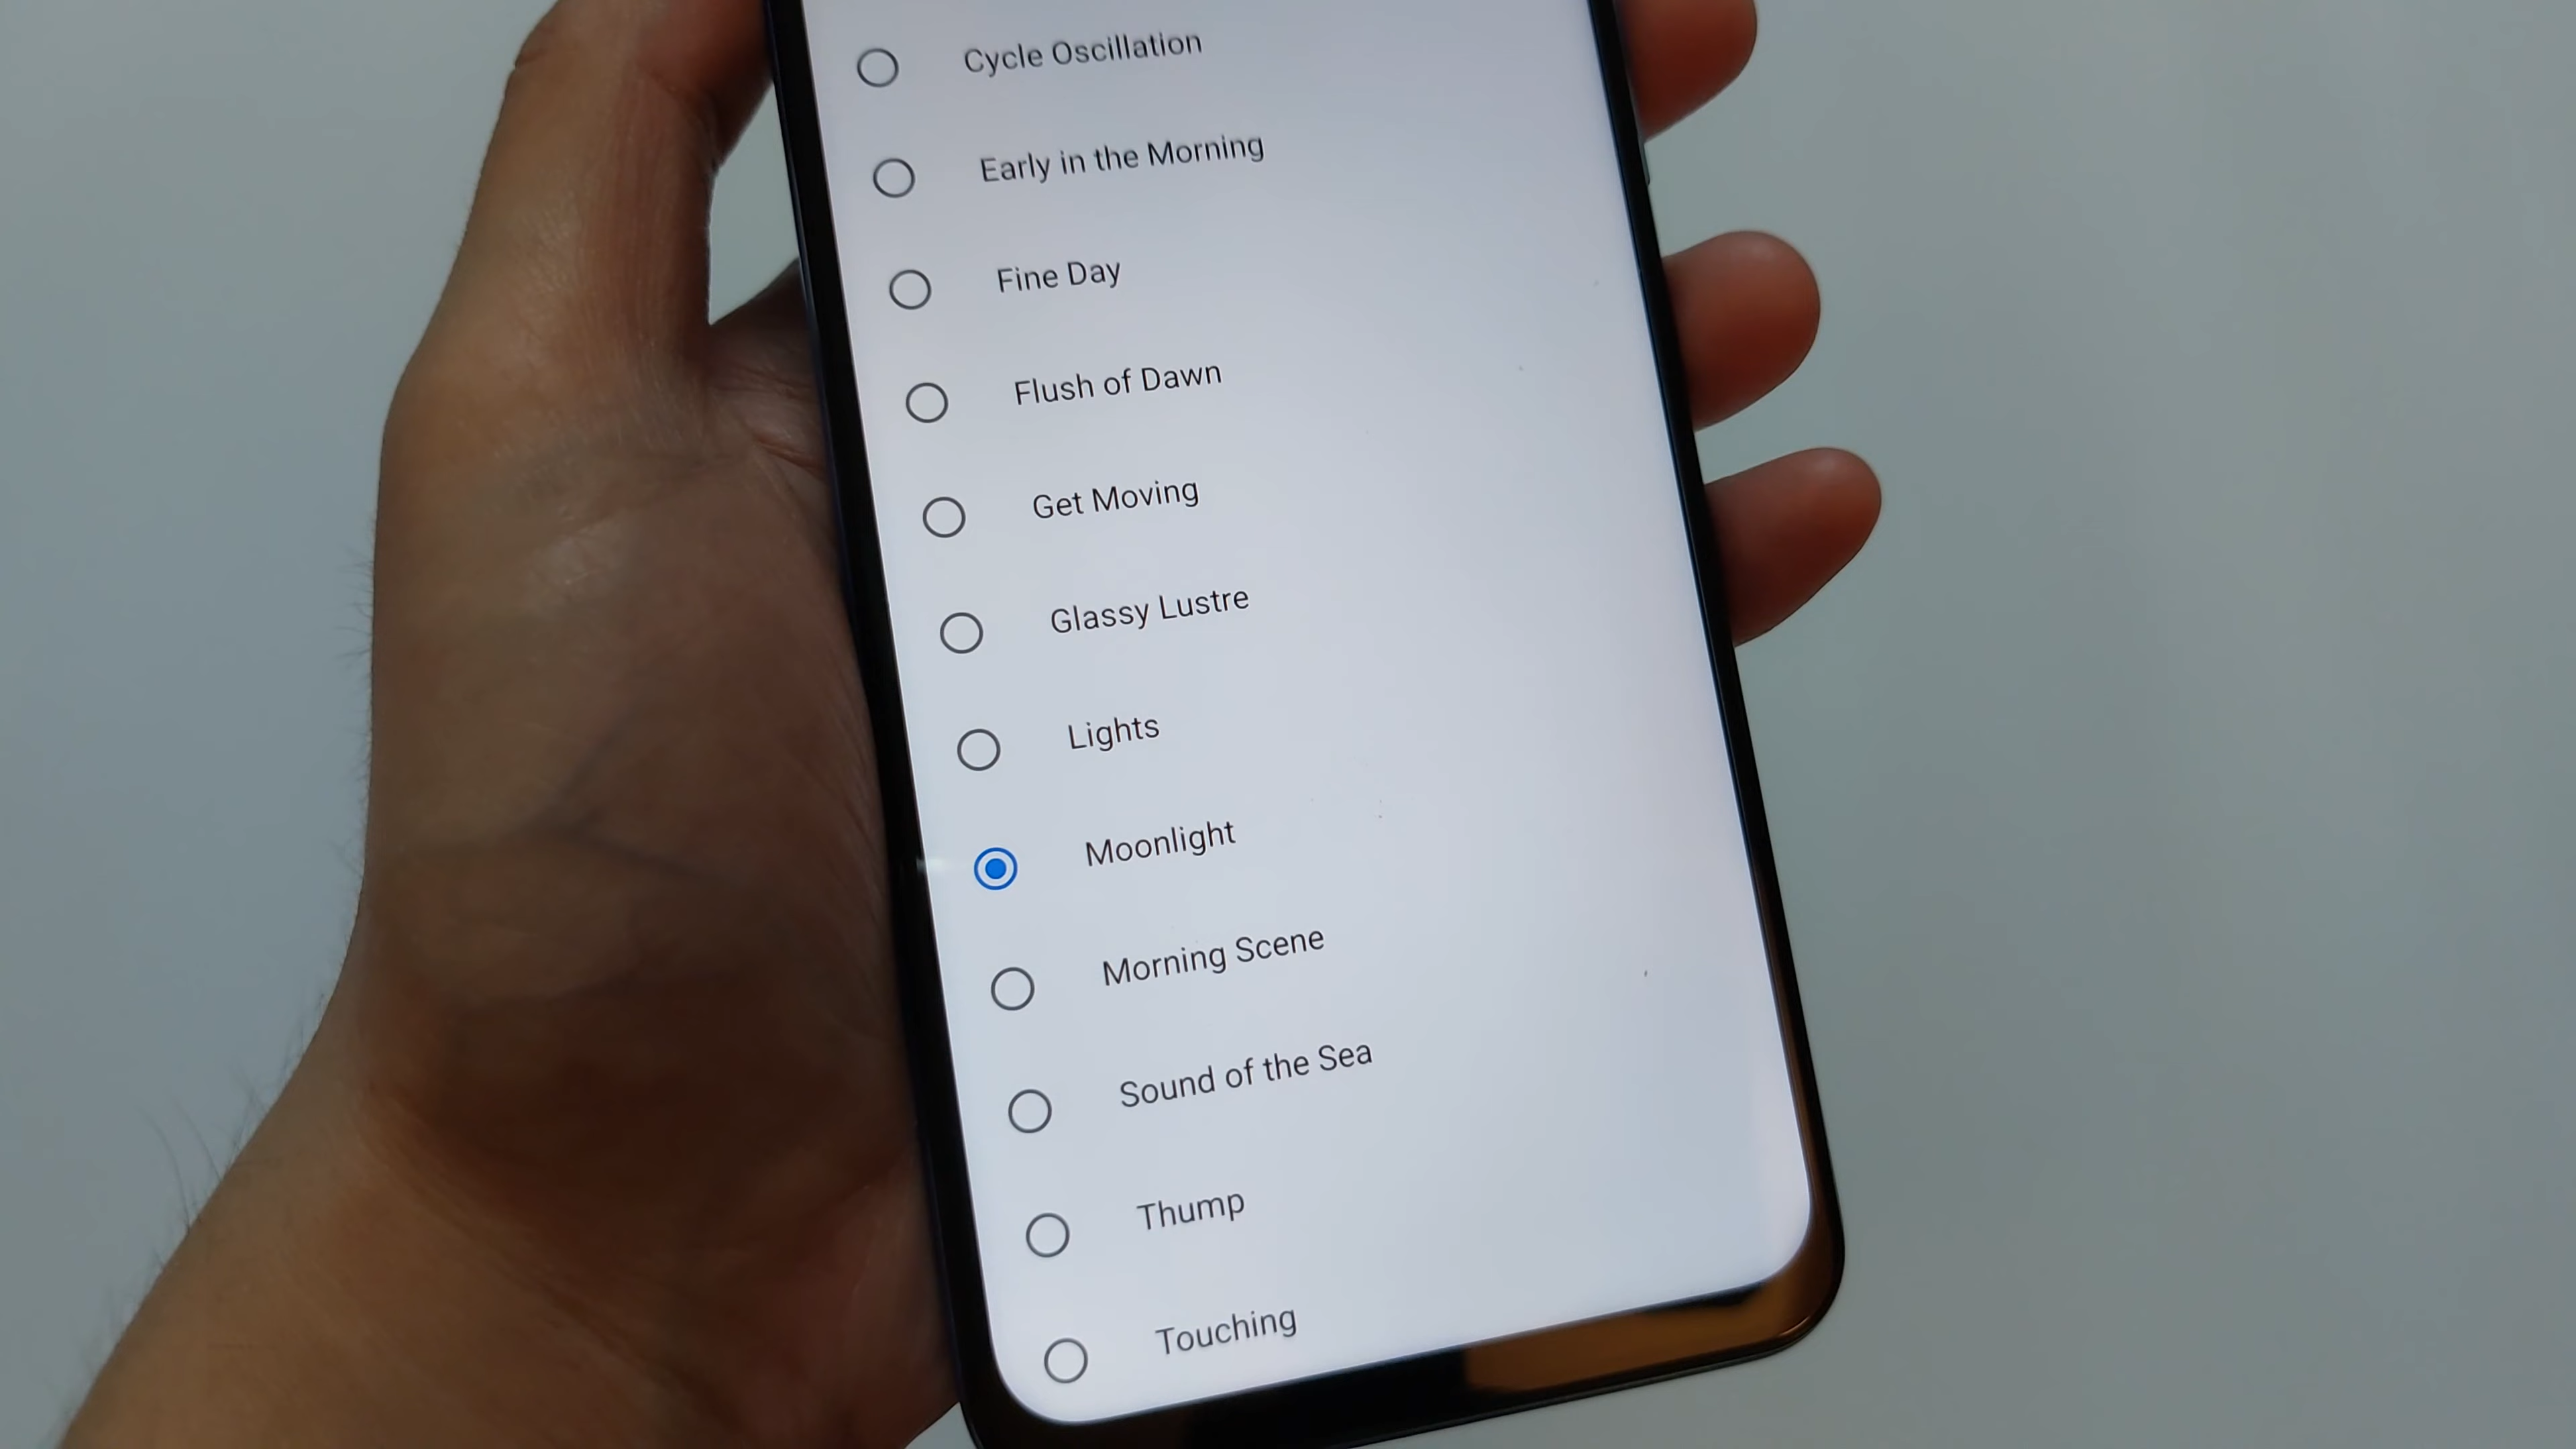 Cycle Oscillation
Early in the Morning
Fine Day
Flush of Dawn
Get Moving
Glassy Lustre
Lights
Moonlight
Morning Scene
Sound of the Sea
Thump
Touching